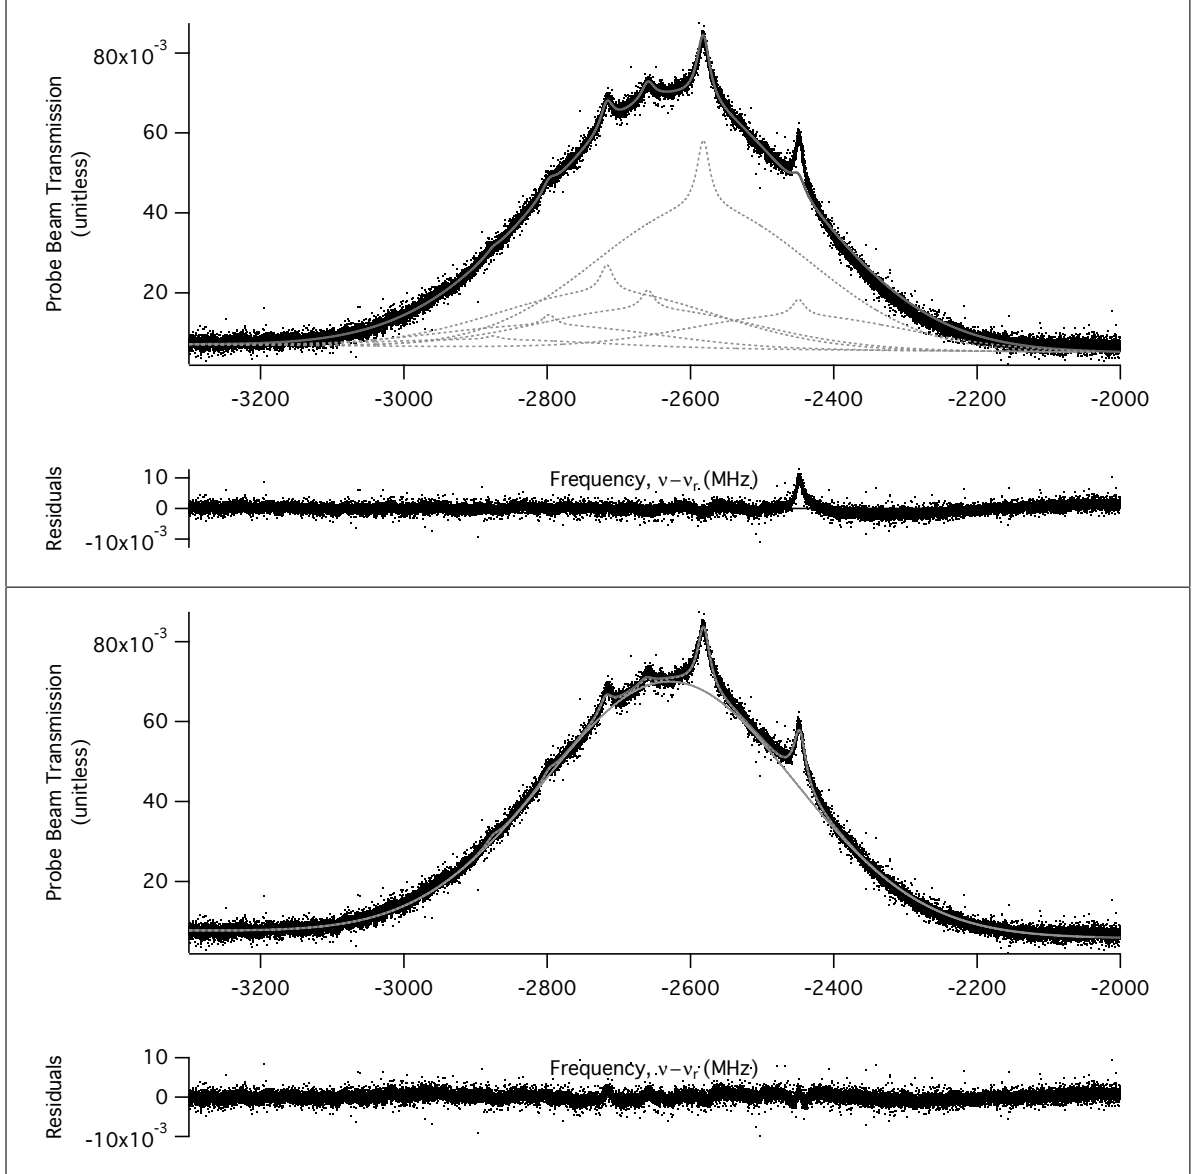 80x10-3
60
40
20
Probe Beam Transmission
(unitless)
-3200 -3000 -2800 -2600 -2400 -2200 -2000
Frequency, ν−νr (MHz)
10
0
-10x10-3
Residuals
80x10-3
60
40
20
Probe Beam Transmission
(unitless)
-3200 -3000 -2800 -2600 -2400 -2200 -2000
Frequency, ν−νr (MHz)
10
0
-10x10-3
Residuals